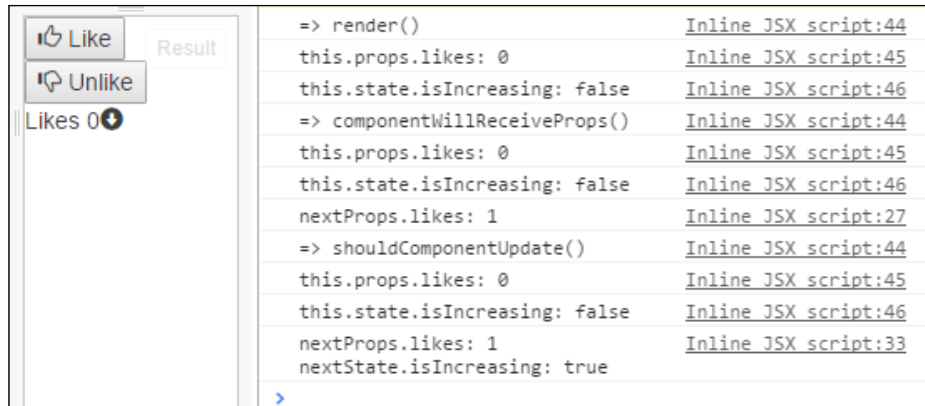 Like
Result
Unlike
Likes 0
=> render() Inline JSX script:44
this.props.likes: 0 Inline JSX script:45
this.state.isIncreasing: false Inline JSX script:46
=> componentWillReceiveProps() Inline JSX script:44
this.props.likes: 0 Inline JSX script:45
this.state.isIncreasing: false Inline JSX script:46
nextProps.likes: 1 Inline JSX script:27
=> shouldComponentUpdate() Inline JSX script:44
this.props.likes: 0 Inline JSX script:45
this.state.isIncreasing: false Inline JSX script:46
nextProps.likes: 1 Inline JSX script:33
nextState.isIncreasing: true
>